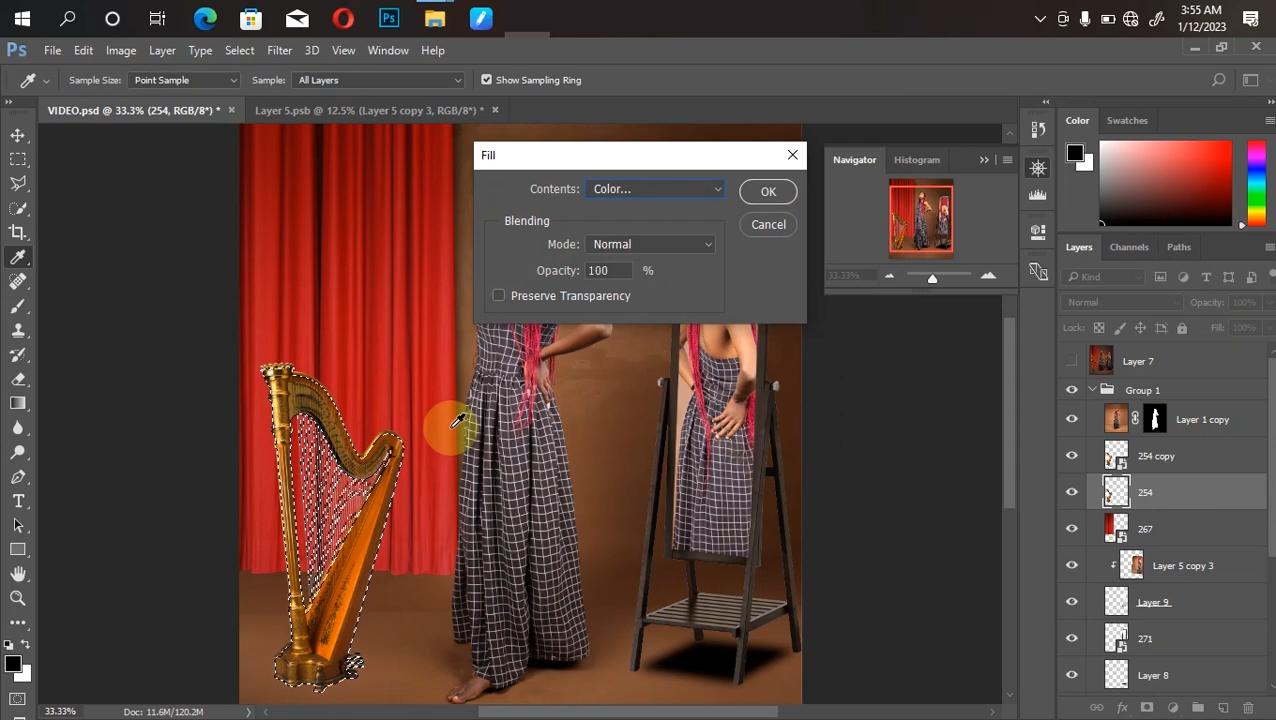 3:55 AM
1/12/2023
Ps
Ps
File Edit Image Layer Type Select Filter 3D View Window Help
Sample Size: Point Sample Sample: All Layers Show Sampling Ring
VIDEO.psd @ 33.3% (254, RGB/8*) * Layer 5.psb @ 12.5% (Layer 5 copy 3, RGB/8*) *
Color Swatches
Fill
Contents: Color... OK
Blending Cancel
Mode: Normal
Opacity: 100 %
Preserve Transparency
Navigator Histogram
33.33%
Layers Channels Paths
Kind
Normal Opacity: 100%
Lock: Fill: 100%
Layer 7
Group 1
Layer 1 copy
254 copy
254
267
Layer 5 copy 3
Layer 9
271
Layer 8
T
33.33% Doc: 11.6M/120.2M
fx